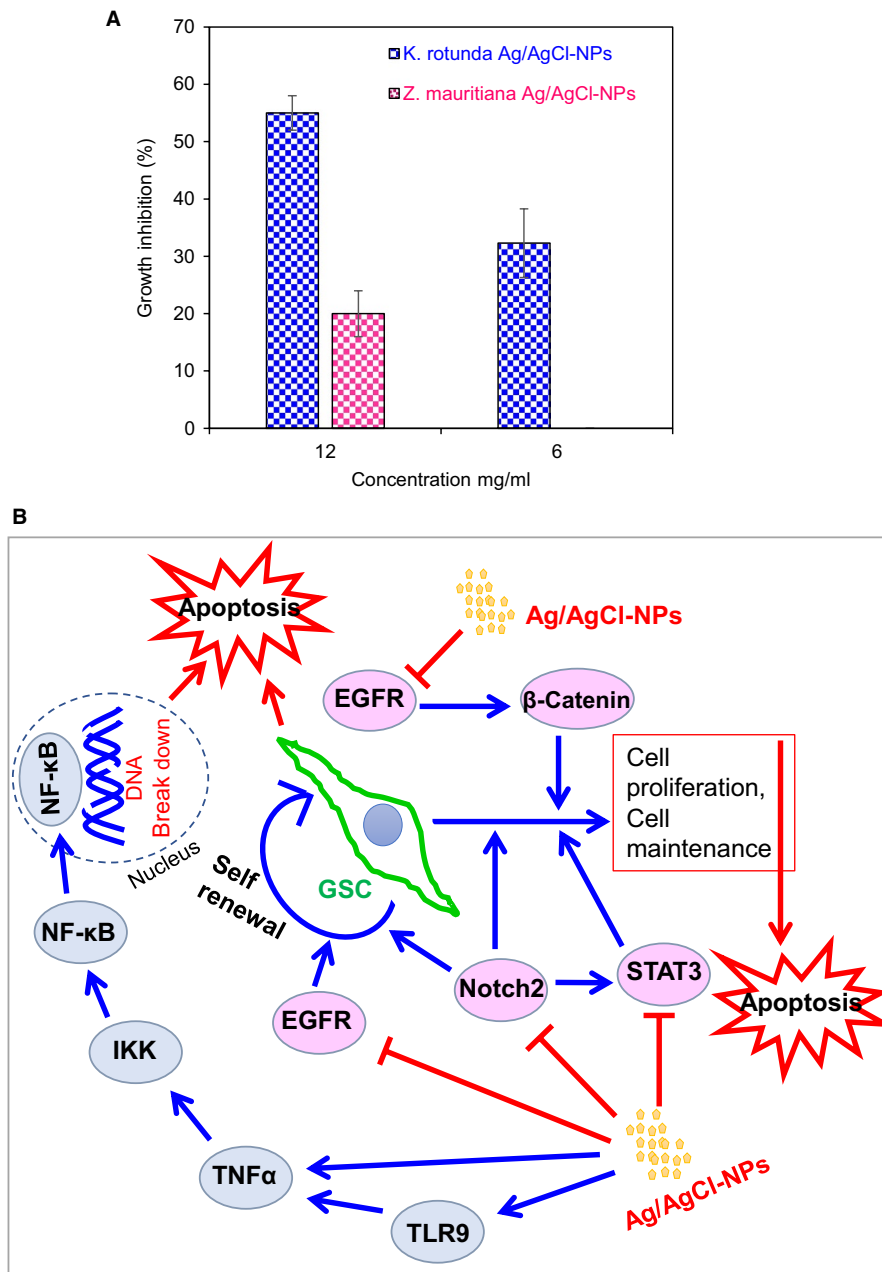 A
70
60
50
40
30
20
10
0
Growth inhibition (%)
K. rotunda Ag/AgCl-NPs
Z. mauritiana Ag/AgCl-NPs
12
6
Concentration mg/ml
B
Apoptosis
Ag/AgCl-NPs
EGFR
β-Catenin
NF-κB
DNA
Break down
Nucleus
Cell
proliferation,
Cell
maintenance
Self
renewal
GSC
NF-κB
EGFR
Notch2
STAT3
Apoptosis
IKK
TNFα
TLR9
Ag/AgCl-NPs